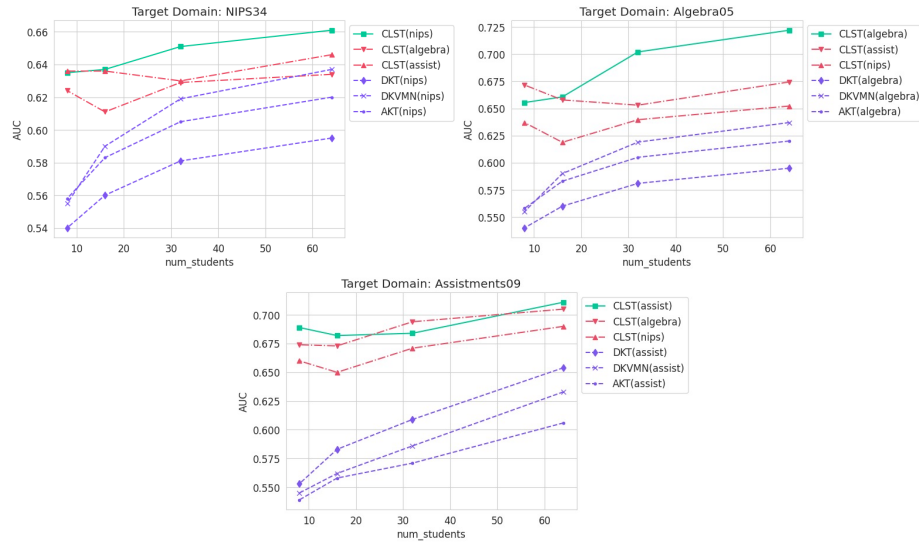 Target Domain: NIPS34
AUC
0.66
0.64
0.62
0.60
0.58
0.56
0.54
10 20 30 40 50 60
num_students
CLST(nips)
CLST(algebra)
CLST(assist)
DKT(nips)
DKVMN(nips)
AKT(nips)
Target Domain: Algebra05
AUC
0.725
0.700
0.675
0.650
0.625
0.600
0.575
0.550
10 20 30 40 50 60
num_students
CLST(algebra)
CLST(assist)
CLST(nips)
DKT(algebra)
DKVMN(algebra)
AKT(algebra)
Target Domain: Assistments09
AUC
0.700
0.675
0.650
0.625
0.600
0.575
0.550
10 20 30 40 50 60
num_students
CLST(assist)
CLST(algebra)
CLST(nips)
DKT(assist)
DKVMN(assist)
AKT(assist)